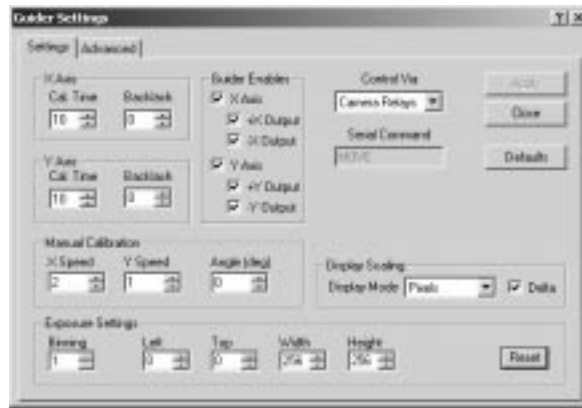 Guider Settings
Settings Advanced
X Axis
Cal. Time Backlash
10 0
Y Axis
Cal. Time Backlash
10 0
Guider Enables
X Axis
+X Output
-X Output
Y Axis
+Y Output
-Y Output
Control Via
Camera Relays
Serial Command
MOVE
Apply
Close
Defaults
Manual Calibration
X Speed Y Speed Angle (deg)
2 1 0
Display Scaling
Display Mode Pixels Delta
Exposure Settings
Binning Left Top Width Height
1 0 0 256 256
Reset